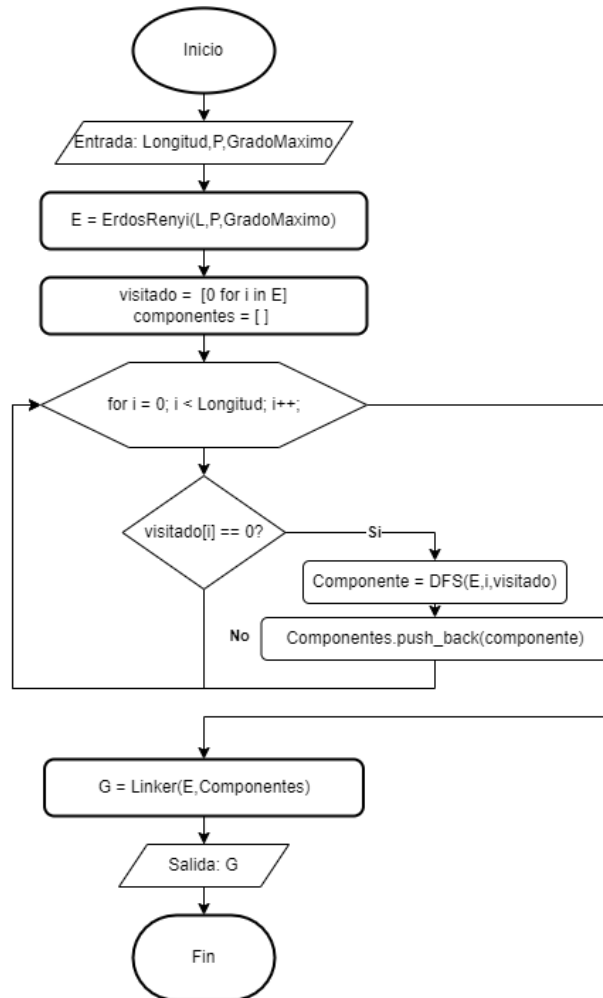 Inicio
Entrada: Longitud,P,GradoMaximo
E = ErdosRenyi(L,P,GradoMaximo)
visitado =  [0 for i in E]
componentes = [ ]
for i = 0; i < Longitud; i++;
visitado[i] == 0?
Si
Componente = DFS(E,i,visitado)
No
Componentes.push_back(componente)
G = Linker(E,Componentes)
Salida: G
Fin